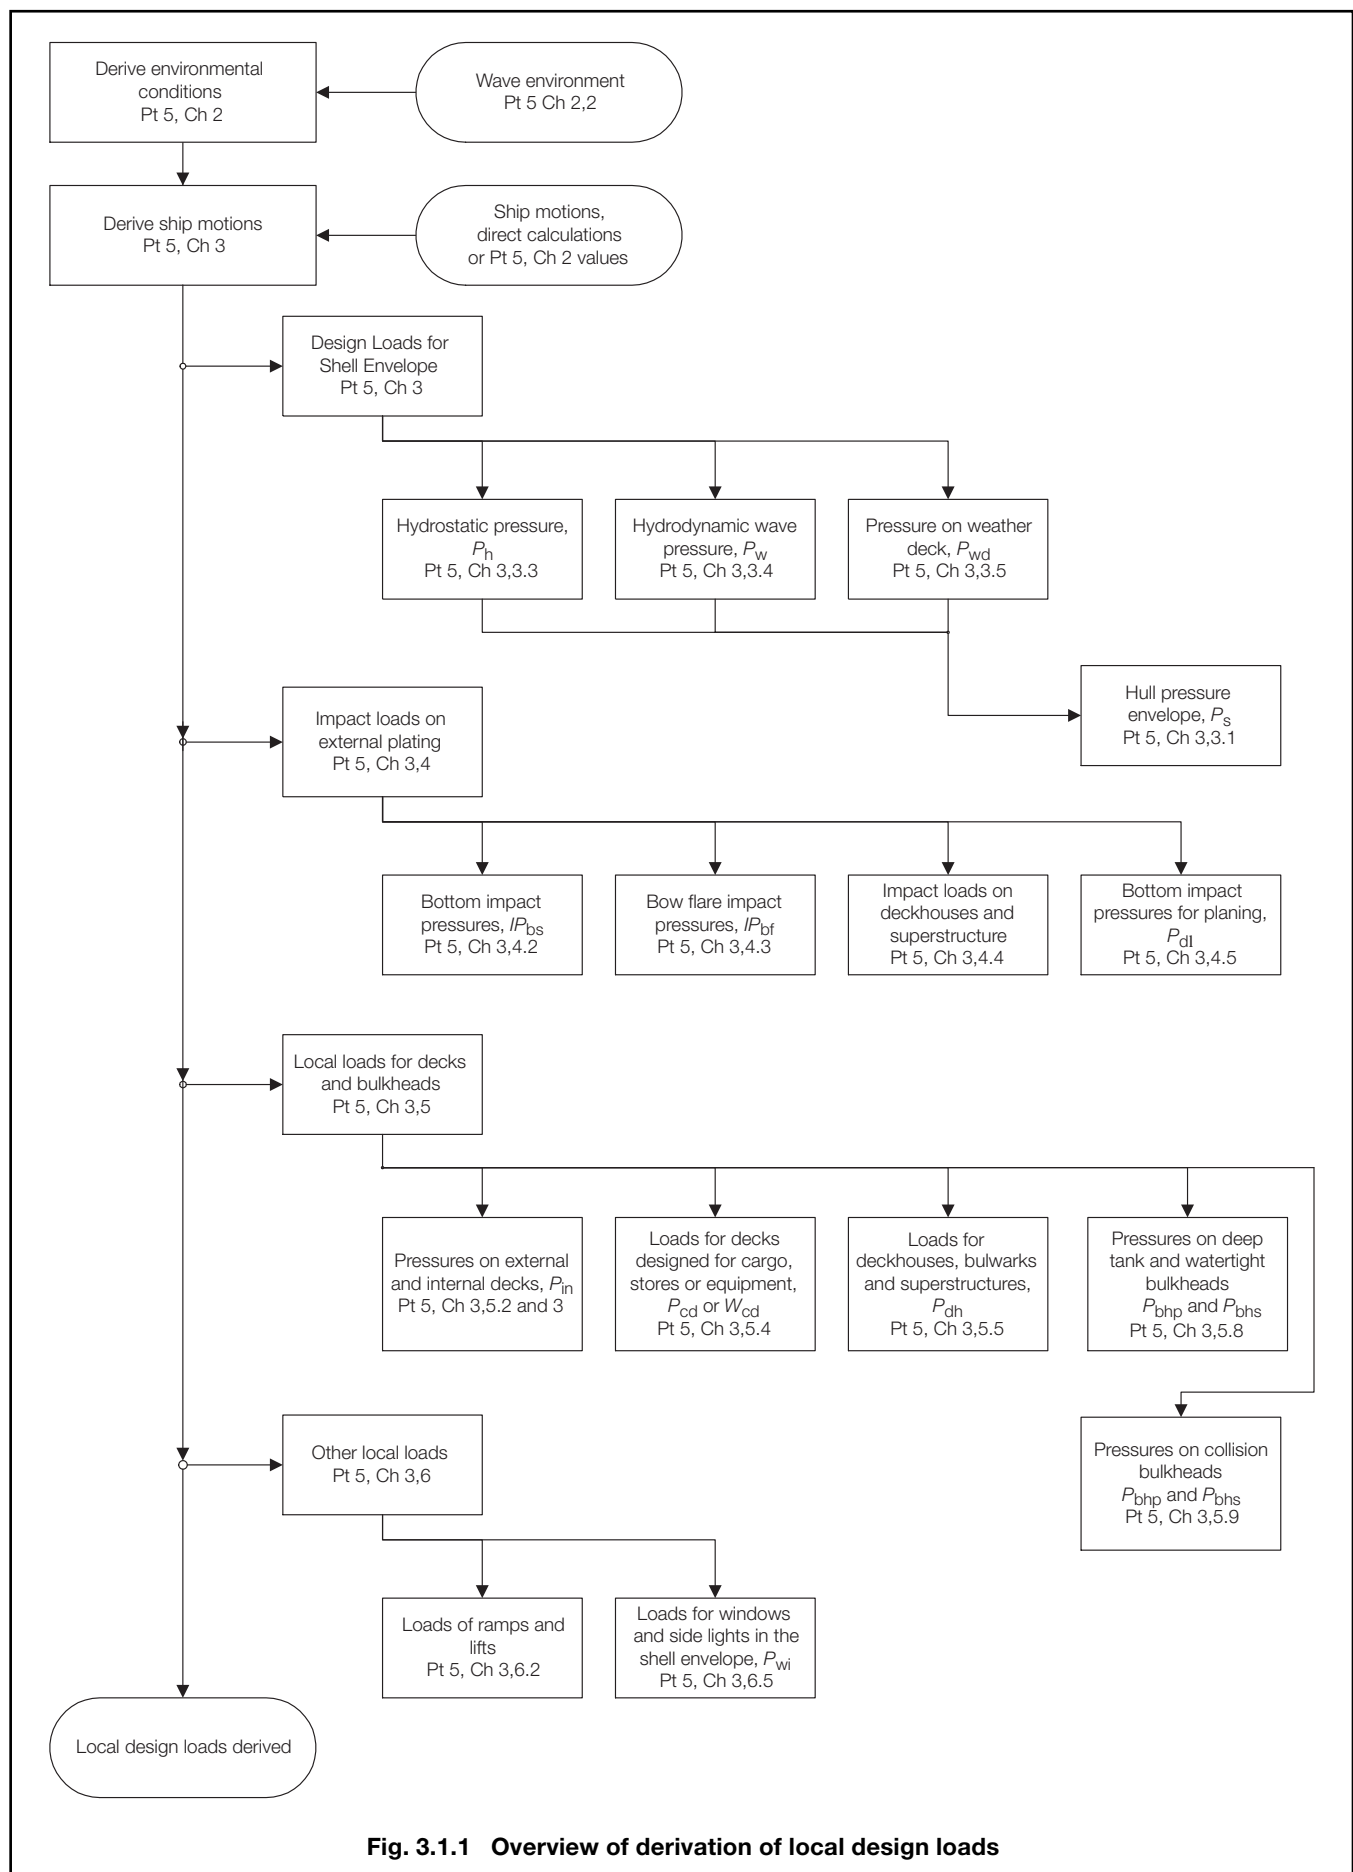 Derive environmental
conditions
Pt 5, Ch 2
Wave environment
Pt 5 Ch 2,2
Derive ship motions
Pt 5, Ch 3
Ship motions,
direct calculations
or Pt 5, Ch 2 values
Design Loads for
Shell Envelope
Pt 5, Ch 3
Hydrostatic pressure,
Ph
Pt 5, Ch 3,3.3
Hydrodynamic wave
pressure, Pw
Pt 5, Ch 3,3.4
Pressure on weather
deck, Pwd
Pt 5, Ch 3,3.5
Hull pressure
envelope, Ps
Pt 5, Ch 3,3.1
Impact loads on
external plating
Pt 5, Ch 3,4
Bottom impact
pressures, IPbs
Pt 5, Ch 3,4.2
Bow flare impact
pressures, IPbf
Pt 5, Ch 3,4.3
Impact loads on
deckhouses and
superstructure
Pt 5, Ch 3,4.4
Bottom impact
pressures for planing,
Pdl
Pt 5, Ch 3,4.5
Local loads for decks
and bulkheads
Pt 5, Ch 3,5
Pressures on external
and internal decks, Pin
Pt 5, Ch 3,5.2 and 3
Loads for decks
designed for cargo,
stores or equipment,
Pcd or Wcd
Pt 5, Ch 3,5.4
Loads for
deckhouses, bulwarks
and superstructures,
Pdh
Pt 5, Ch 3,5.5
Pressures on deep
tank and watertight
bulkheads
Pbhp and Pbhs
Pt 5, Ch 3,5.8
Pressures on collision
bulkheads
Pbhp and Pbhs
Pt 5, Ch 3,5.9
Other local loads
Pt 5, Ch 3,6
Loads of ramps and
lifts
Pt 5, Ch 3,6.2
Loads for windows
and side lights in the
shell envelope, Pwi
Pt 5, Ch 3,6.5
Local design loads derived
Fig. 3.1.1 Overview of derivation of local design loads